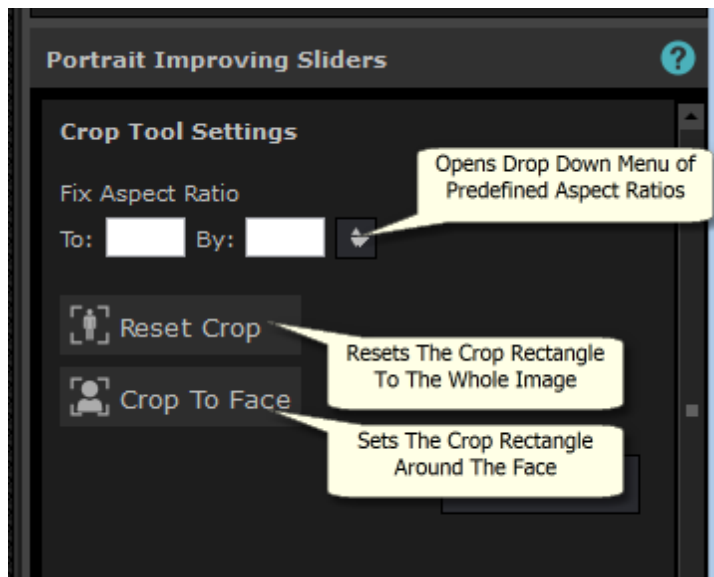 Portrait Improving Sliders
?
Crop Tool Settings
Opens Drop Down Menu of
Predefined Aspect Ratios
Fix Aspect Ratio
To: By:
Reset Crop
Resets The Crop Rectangle
To The Whole Image
Crop To Face
Sets The Crop Rectangle
Around The Face